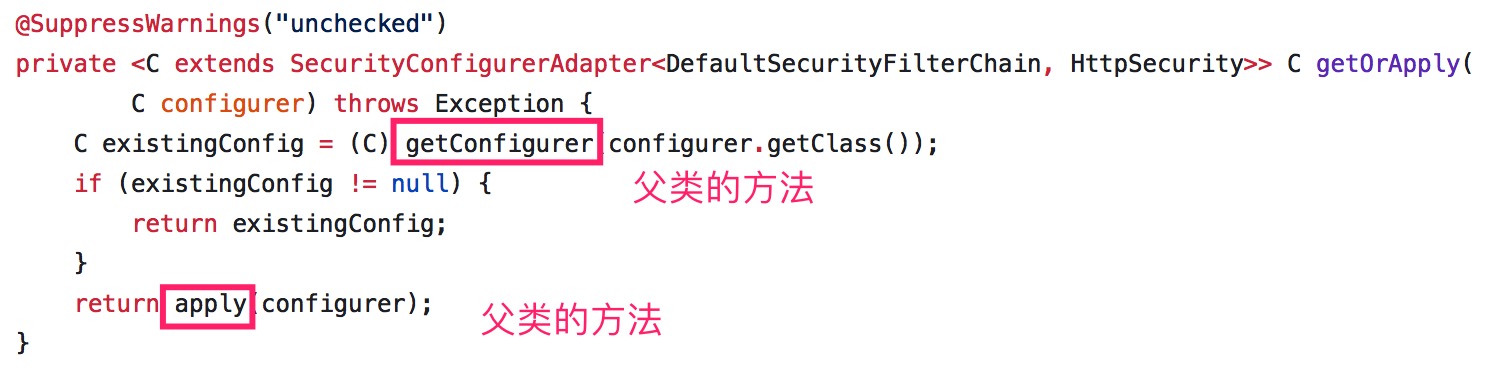 @SuppressWarnings("unchecked")
private <C extends SecurityConfigurerAdapter<DefaultSecurityFilterChain, HttpSecurity>> C getOrApply(
        C configurer) throws Exception {
    C existingConfig = (C) getConfigurer(configurer.getClass());
    if (existingConfig != null) {
父类的方法
        return existingConfig;
    }
    return apply(configurer);
父类的方法
}